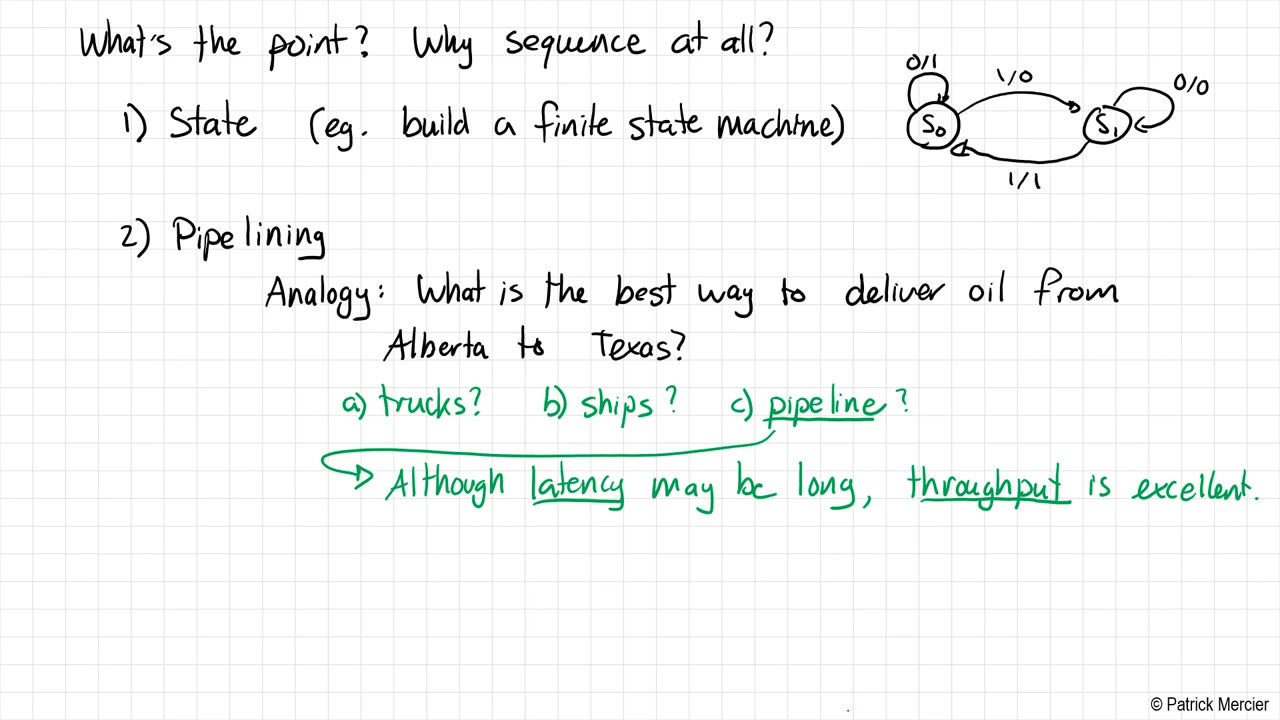 What's the point? Why sequence at all?
1) State (eg. build a finite state machine)
0/1
1/0
0/0
S0
S1
1/1
2) Pipelining
Analogy: What is the best way to deliver oil from
Alberta to Texas?
a) trucks? b) ships? c) pipeline?
Although latency may be long, throughput is excellent.
© Patrick Mercier